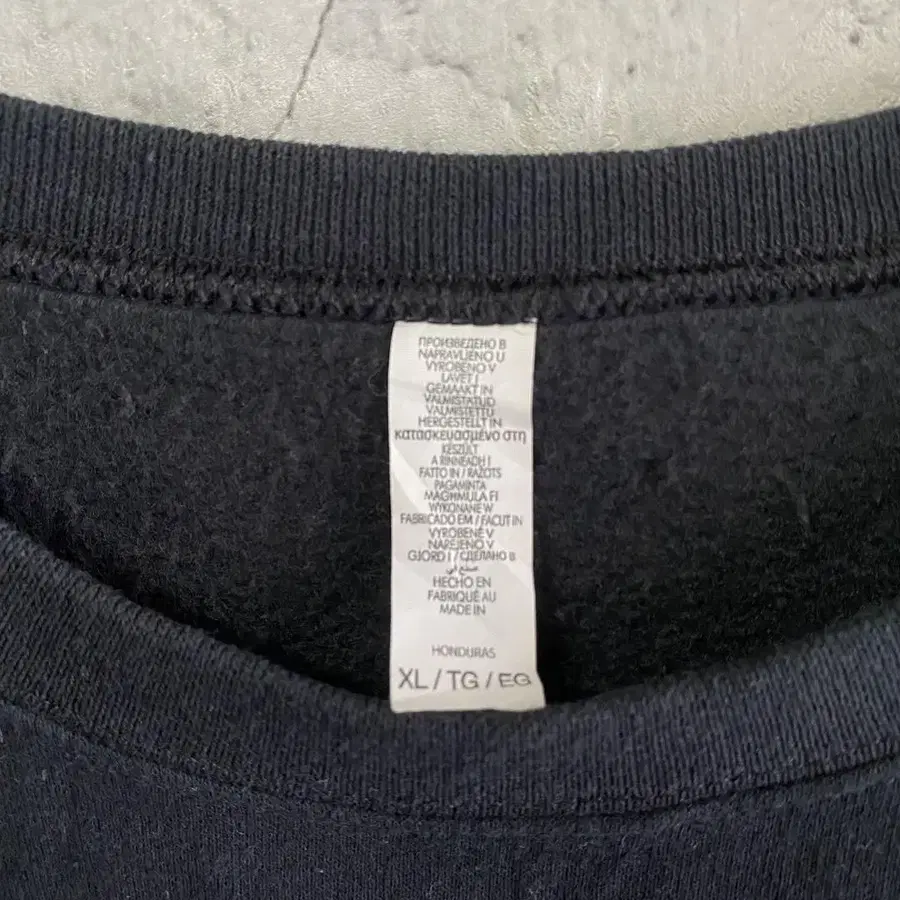 ПРОИЗВЕДЕНО В
NAPRAVLJENO U
VYROBENO V
LAVET I
GEMAAKT IN
VALMISTATUD
VALMISTETTU
HERGESTELLT IN
κατασκευασμένο στη
KÉSZÜLT
A RINNEADH I
FATTO IN / RAŽOTS
PAGAMINTA
MAGHMULA FI
WYKONANE W
FABRICADO EM / FACUT IN
VYROBENÉ V
NAREJENO V
GJORD I / СДЕЛАНО В
صنع في
HECHO EN
FABRIQUÉ AU
MADE IN
HONDURAS
XL / TG / EG